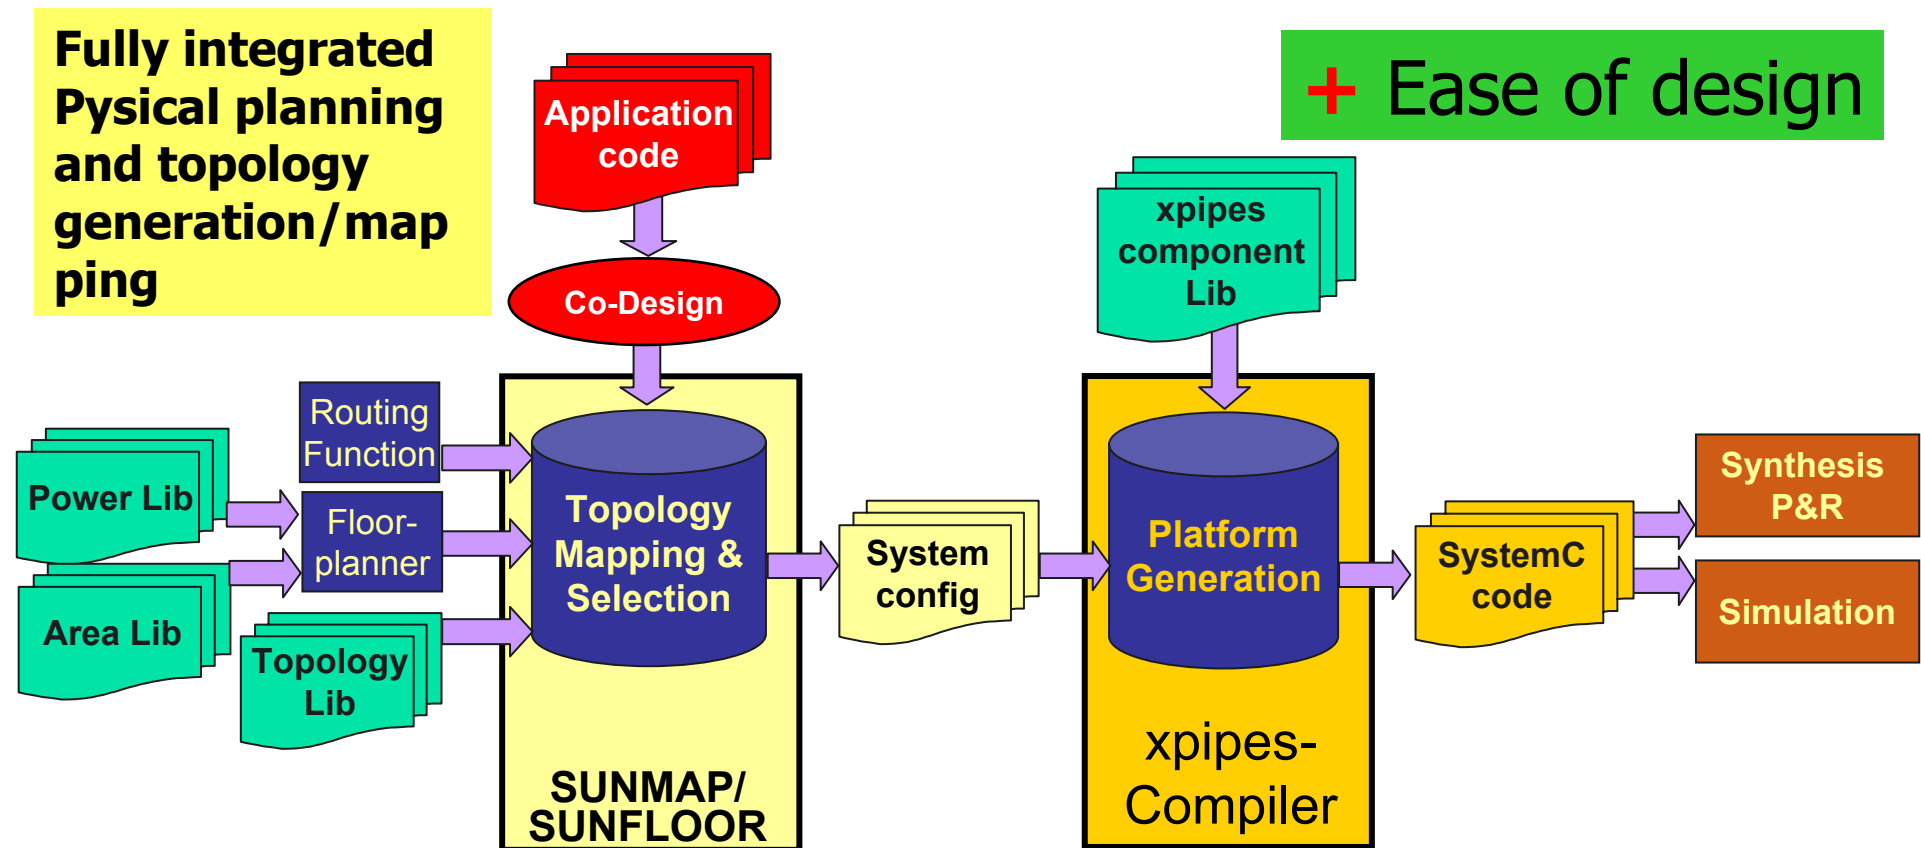 Fully integrated
Pysical planning
and topology
generation/map
ping
Application
code
+ Ease of design
xpipes
component
Lib
Co-Design
Routing
Function
Power Lib
Floor-
planner
Area Lib
Topology
Lib
Topology
Mapping &
Selection
SUNMAP/
SUNFLOOR
System
config
Platform
Generation
xpipes-
Compiler
SystemC
code
Synthesis
P&R
Simulation